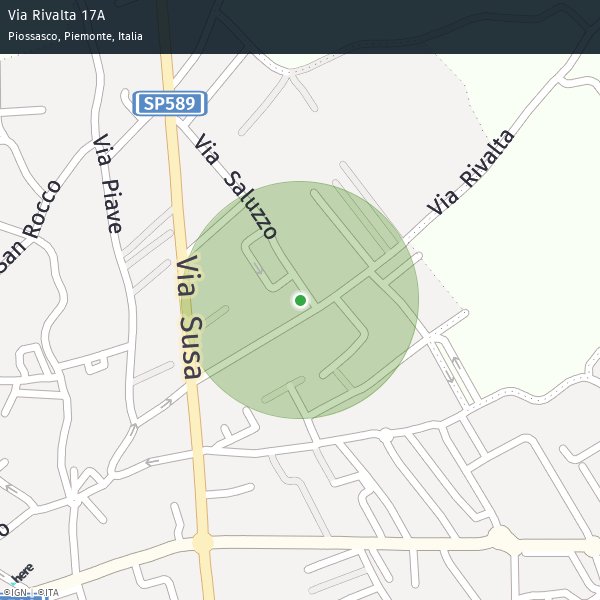 Via Rivalta 17A
Piossasco, Piemonte, Italia
SP589
Via Saluzzo
Via Rivalta
Via Piave
San Rocco
Via Susa
here
©IGN | ©ITA